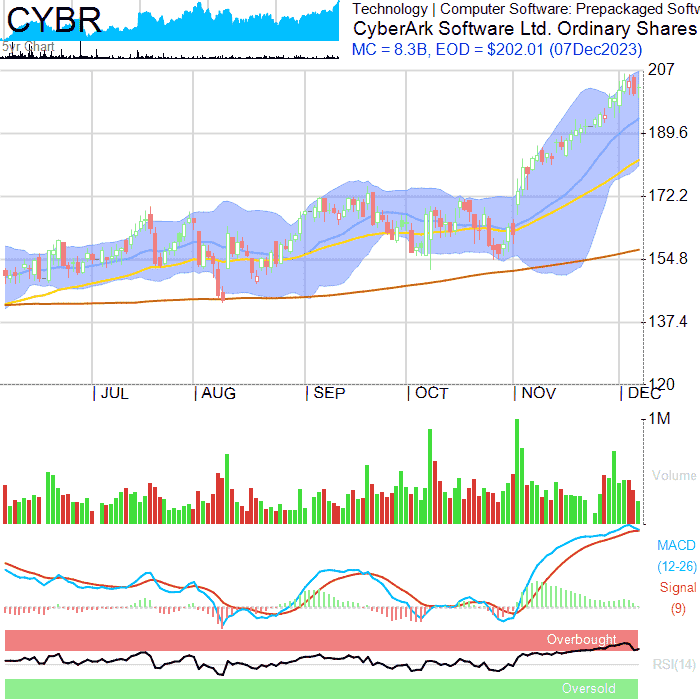 CYBR
5yr Chart
Technology | Computer Software: Prepackaged Softw
CyberArk Software Ltd. Ordinary Shares
MC = 8.3B, EOD = $202.01 (07Dec2023)
207
189.6
172.2
154.8
137.4
120
JUL AUG SEP OCT NOV DEC
1M
Volume
MACD
(12-26)
Signal
(9)
Overbought
RSI(14)
Oversold